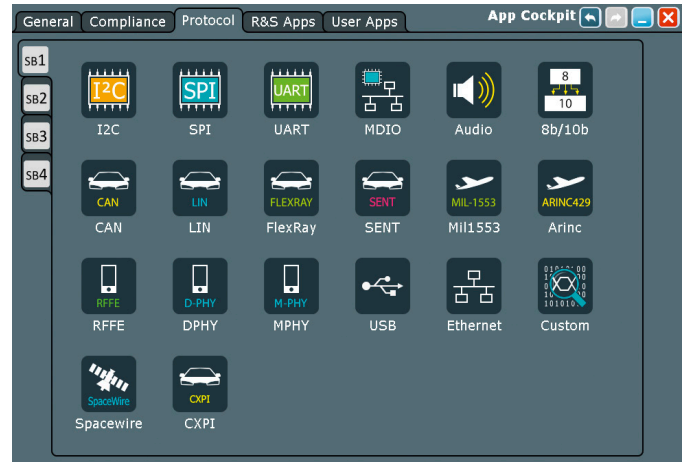 General Compliance Protocol R&S Apps User Apps App Cockpit
SB1
SB2
SB3
SB4
I²C SPI UART 8 10
I2C SPI UART MDIO Audio 8b/10b
CAN LIN FLEXRAY SENT MIL-1553 ARINC429
CAN LIN FlexRay SENT Mil1553 Arinc
RFFE D-PHY M-PHY
RFFE DPHY MPHY USB Ethernet Custom
SpaceWire CXPI
Spacewire CXPI